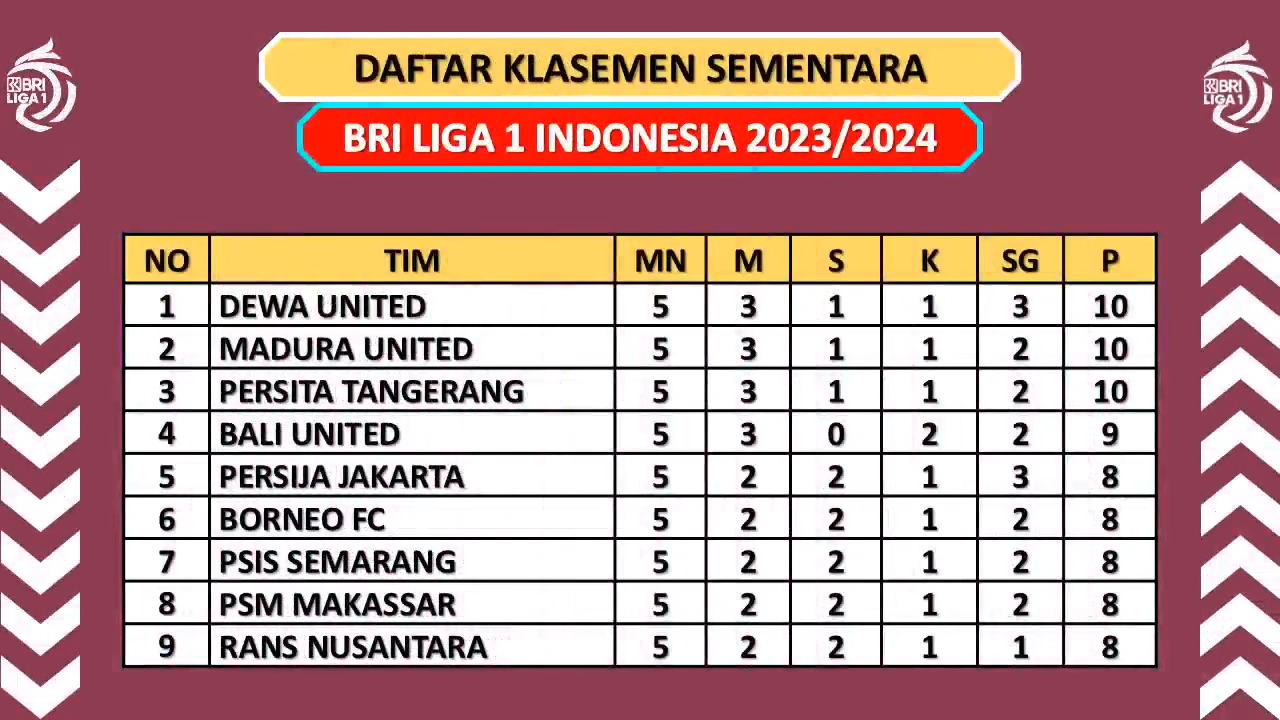 DAFTAR KLASEMEN SEMENTARA
BRI LIGA 1 INDONESIA 2023/2024
BRI
LIGA 1
BRI
LIGA 1
NO TIM MN M S K SG P
1 DEWA UNITED 5 3 1 1 3 10
2 MADURA UNITED 5 3 1 1 2 10
3 PERSITA TANGERANG 5 3 1 1 2 10
4 BALI UNITED 5 3 0 2 2 9
5 PERSIJA JAKARTA 5 2 2 1 3 8
6 BORNEO FC 5 2 2 1 2 8
7 PSIS SEMARANG 5 2 2 1 2 8
8 PSM MAKASSAR 5 2 2 1 2 8
9 RANS NUSANTARA 5 2 2 1 1 8